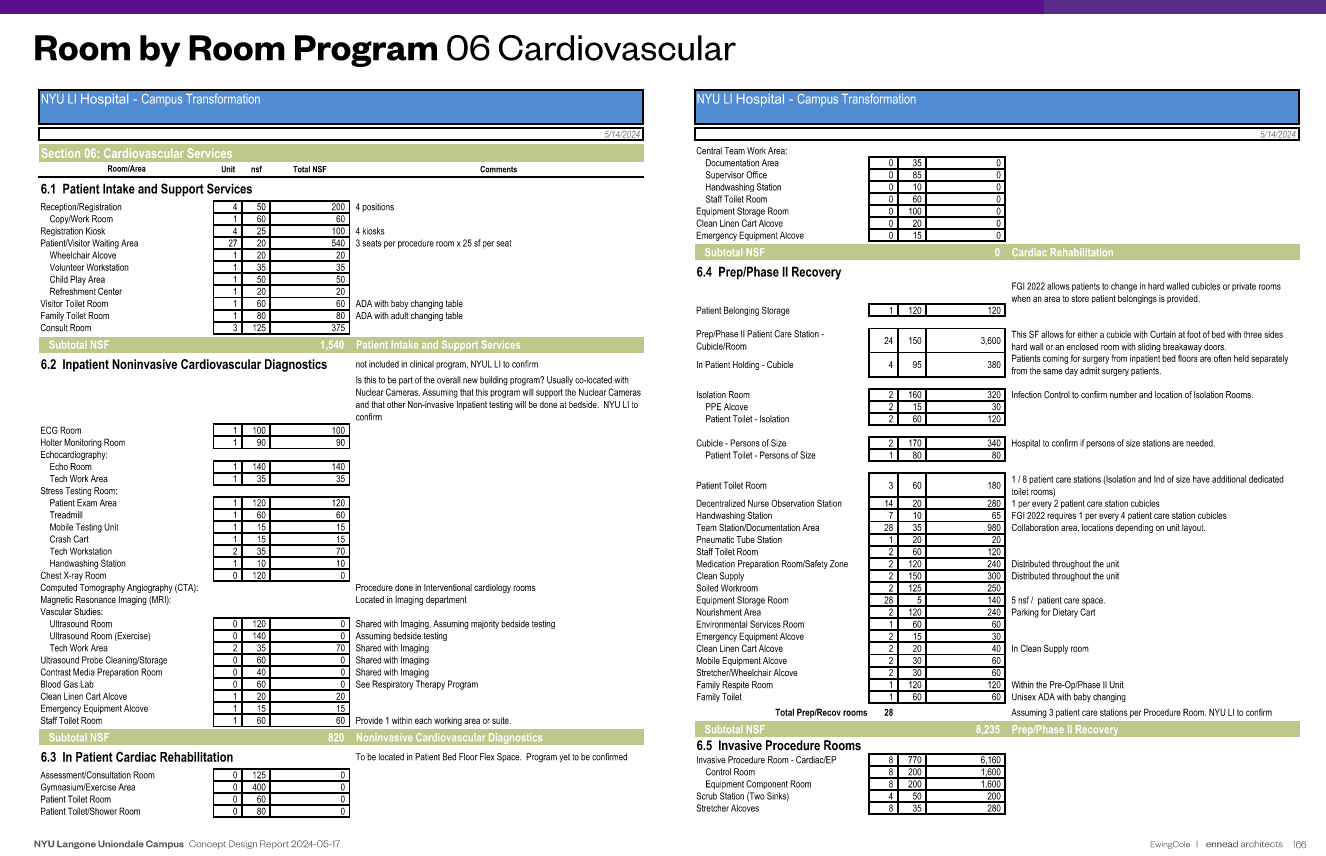 Room by Room Program 06 Cardiovascular
NYU LI Hospital - Campus Transformation
5/14/2024
Section 06: Cardiovascular Services
Room/Area Unit nsf Total NSF Comments
6.1 Patient Intake and Support Services
Reception/Registration 4 50 200 4 positions
Copy/Work Room 1 60 60
Registration Kiosk 4 25 100 4 kiosks
Patient/Visitor Waiting Area 27 20 540 3 seats per procedure room x 25 sf per seat
Wheelchair Alcove 1 20 20
Volunteer Workstation 1 35 35
Child Play Area 1 50 50
Refreshment Center 1 20 20
Visitor Toilet Room 1 60 60 ADA with baby changing table
Family Toilet Room 1 80 80 ADA with adult changing table
Consult Room 3 125 375
Subtotal NSF 1,540 Patient Intake and Support Services
6.2 Inpatient Noninvasive Cardiovascular Diagnostics not included in clinical program, NYUL LI to confirm
Is this to be part of the overall new building program? Usually co-located with
Nuclear Cameras. Assuming that this program will support the Nuclear Cameras
and that other Non-invasive Inpatient testing will be done at bedside. NYU LI to
confirm
ECG Room 1 100 100
Holter Monitoring Room 1 90 90
Echocardiography:
Echo Room 1 140 140
Tech Work Area 1 35 35
Stress Testing Room:
Patient Exam Area 1 120 120
Treadmill 1 60 60
Mobile Testing Unit 1 15 15
Crash Cart 1 15 15
Tech Workstation 2 35 70
Handwashing Station 1 10 10
Chest X-ray Room 0 120 0
Computed Tomography Angiography (CTA): Procedure done in Interventional cardiology rooms
Magnetic Resonance Imaging (MRI): Located in Imaging department
Vascular Studies:
Ultrasound Room 0 120 0 Shared with Imaging, Assuming majority bedside testing
Ultrasound Room (Exercise) 0 140 0 Assuming bedside testing
Tech Work Area 2 35 70 Shared with Imaging
Ultrasound Probe Cleaning/Storage 0 60 0 Shared with Imaging
Contrast Media Preparation Room 0 40 0 Shared with Imaging
Blood Gas Lab 0 60 0 See Respiratory Therapy Program
Clean Linen Cart Alcove 1 20 20
Emergency Equipment Alcove 1 15 15
Staff Toilet Room 1 60 60 Provide 1 within each working area or suite.
Subtotal NSF 820 Noninvasive Cardiovascular Diagnostics
6.3 In Patient Cardiac Rehabilitation To be located in Patient Bed Floor Flex Space. Program yet to be confirmed
Assessment/Consultation Room 0 125 0
Gymnasium/Exercise Area 0 400 0
Patient Toilet Room 0 60 0
Patient Toilet/Shower Room 0 80 0
NYU LI Hospital - Campus Transformation
5/14/2024
Central Team Work Area:
Documentation Area 0 35 0
Supervisor Office 0 85 0
Handwashing Station 0 10 0
Staff Toilet Room 0 60 0
Equipment Storage Room 0 100 0
Clean Linen Cart Alcove 0 20 0
Emergency Equipment Alcove 0 15 0
Subtotal NSF 0 Cardiac Rehabilitation
6.4 Prep/Phase II Recovery
FGI 2022 allows patients to change in hard walled cubicles or private rooms
when an area to store patient belongings is provided.
Patient Belonging Storage 1 120 120
Prep/Phase II Patient Care Station - Cubicle/Room 24 150 3,600 This SF allows for either a cubicle with Curtain at foot of bed with three sides
hard wall or an enclosed room with sliding breakaway doors.
In Patient Holding - Cubicle 4 95 380 Patients coming for surgery from inpatient bed floors are often held separately
from the same day admit surgery patients.
Isolation Room 2 160 320 Infection Control to confirm number and location of Isolation Rooms.
PPE Alcove 2 15 30
Patient Toilet - Isolation 2 60 120
Cubicle - Persons of Size 2 170 340 Hospital to confirm if persons of size stations are needed.
Patient Toilet - Persons of Size 1 80 80
Patient Toilet Room 3 60 180 1 / 8 patient care stations (Isolation and Ind of size have additional dedicated
toilet rooms)
Decentralized Nurse Observation Station 14 20 280 1 per every 2 patient care station cubicles
Handwashing Station 7 10 65 FGI 2022 requires 1 per every 4 patient care station cubicles
Team Station/Documentation Area 28 35 980 Collaboration area, locations depending on unit layout.
Pneumatic Tube Station 1 20 20
Staff Toilet Room 2 60 120
Medication Preparation Room/Safety Zone 2 120 240 Distributed throughout the unit
Clean Supply 2 150 300 Distributed throughout the unit
Soiled Workroom 2 125 250
Equipment Storage Room 28 5 140 5 nsf / patient care space.
Nourishment Area 2 120 240 Parking for Dietary Cart
Environmental Services Room 1 60 60
Emergency Equipment Alcove 2 15 30
Clean Linen Cart Alcove 2 20 40 In Clean Supply room
Mobile Equipment Alcove 2 30 60
Stretcher/Wheelchair Alcove 2 30 60
Family Respite Room 1 120 120 Within the Pre-Op/Phase II Unit
Family Toilet 1 60 60 Unisex ADA with baby changing
Total Prep/Recov rooms 28 Assuming 3 patient care stations per Procedure Room. NYU LI to confirm
Subtotal NSF 8,235 Prep/Phase II Recovery
6.5 Invasive Procedure Rooms
Invasive Procedure Room - Cardiac/EP 8 770 6,160
Control Room 8 200 1,600
Equipment Component Room 8 200 1,600
Scrub Station (Two Sinks) 4 50 200
Stretcher Alcoves 8 35 280
NYU Langone Uniondale Campus Concept Design Report 2024-05-17
EwingCole | ennead architects 166